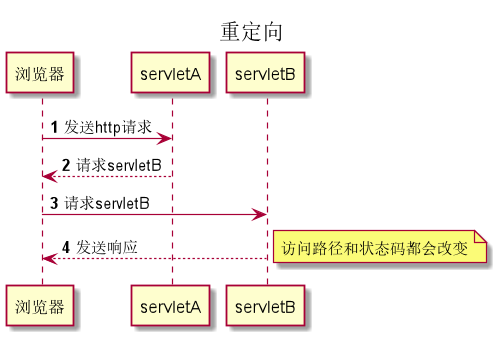 重定向
浏览器 servletA servletB
1 发送http请求
2 请求servletB
3 请求servletB
4 发送响应 访问路径和状态码都会改变
浏览器 servletA servletB